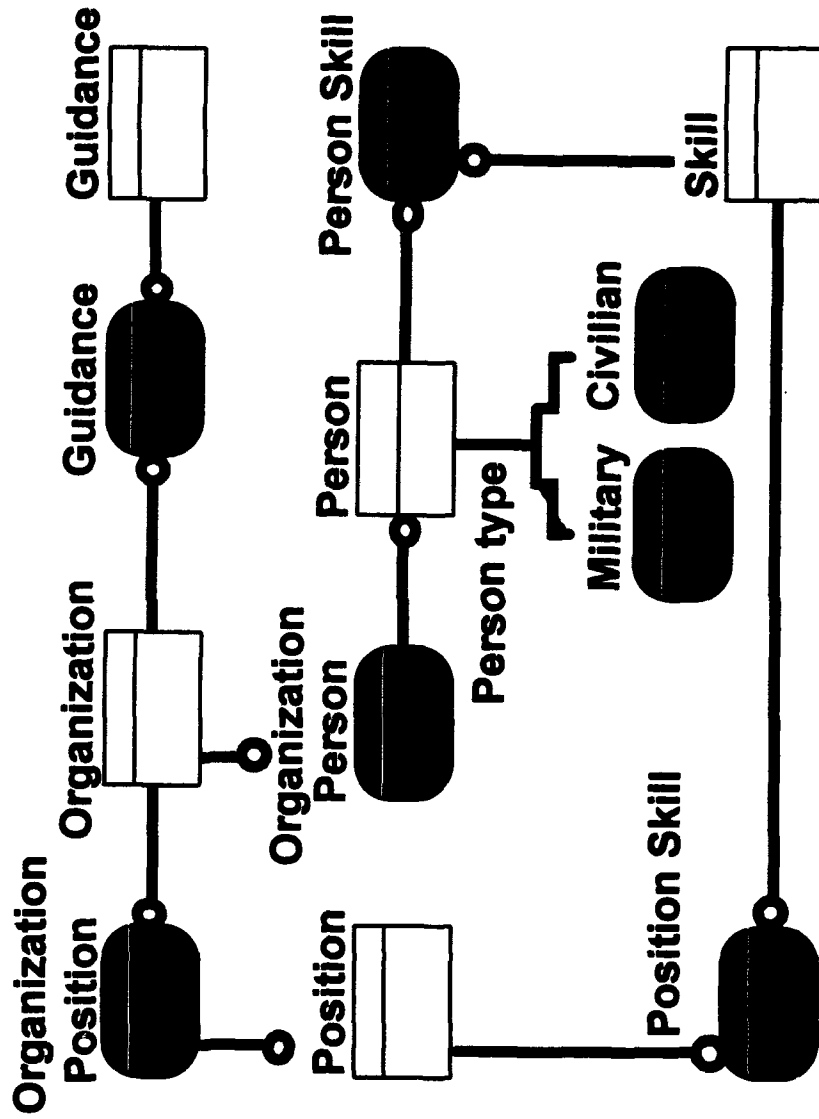 Organization
Position
Organization
Guidance
Guidance
Position
Organization
Person
Person
Person Skill
Person type
Military
Civilian
Position Skill
Skill